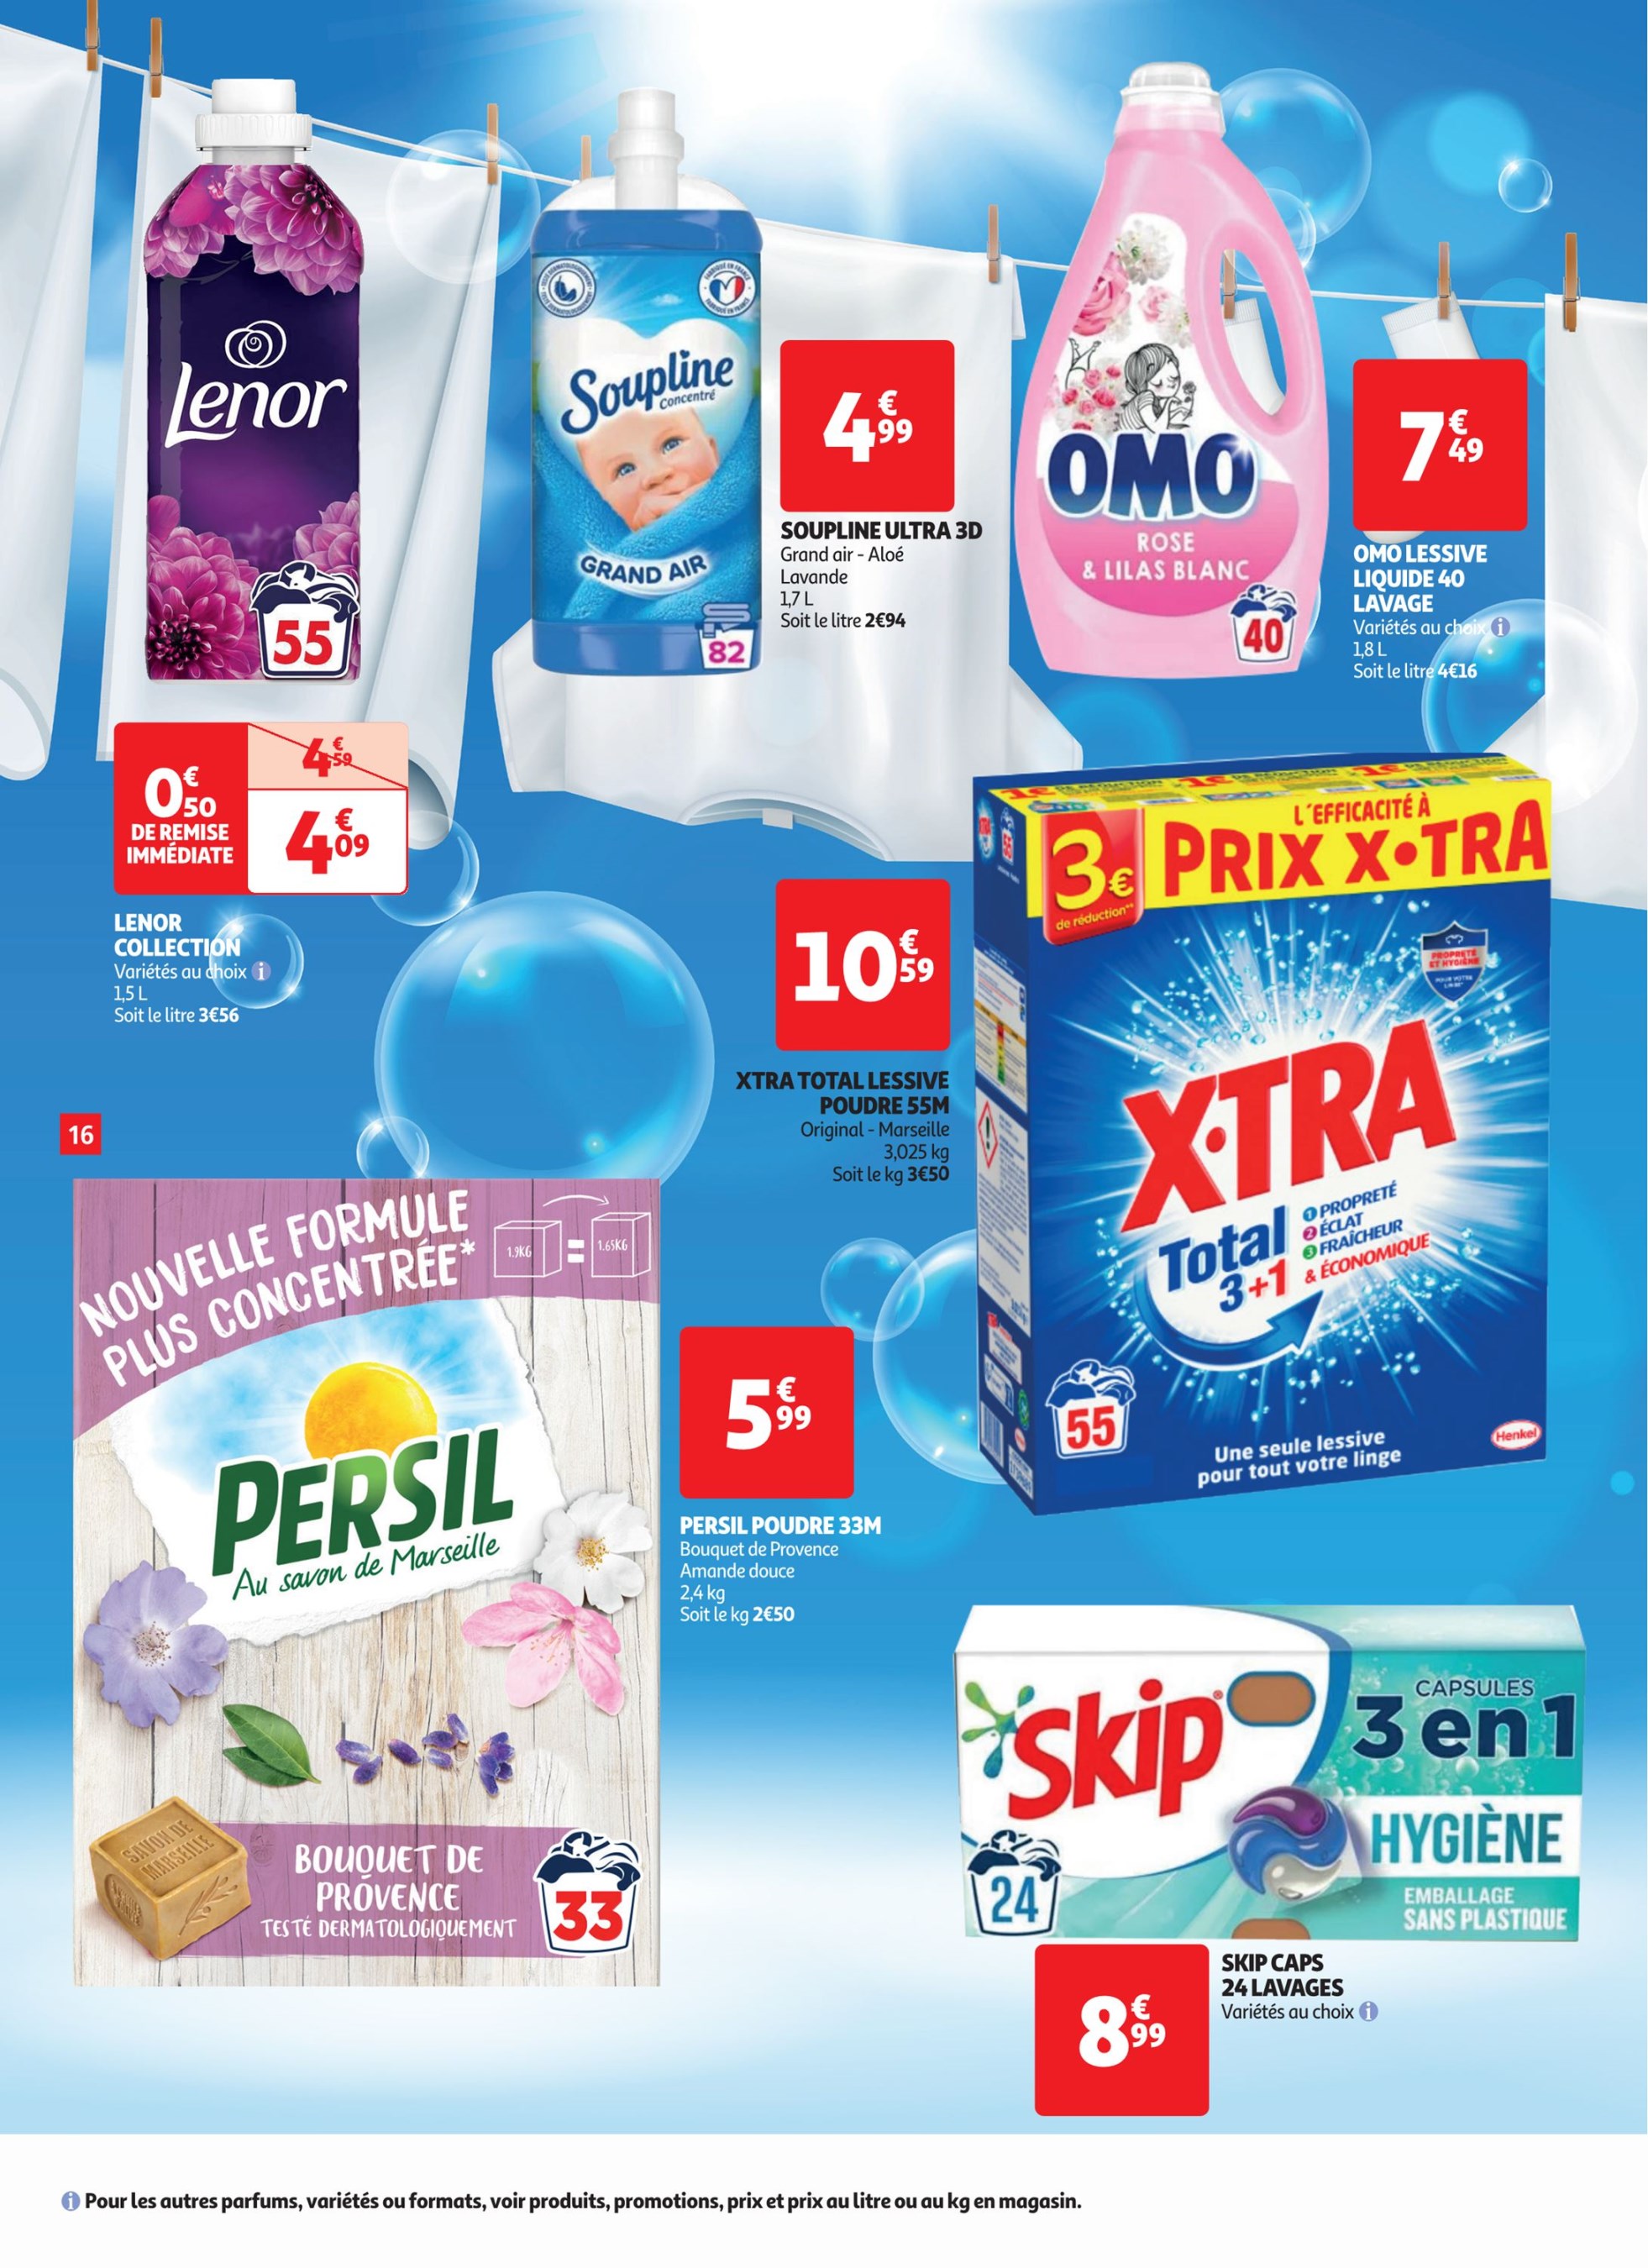 Lenor
55
Soupline
Concentré
GRAND AIR
82
4€99
SOUPLINE ULTRA 3D
Grand air - Aloé
Lavande
1,7 L
Soit le litre 2€94
OMO
ROSE
& LILAS BLANC
40
7€49
OMO LESSIVE
LIQUIDE 40
LAVAGE
Variétés au choix i
1,8 L
Soit le litre 4€16
0€50
DE REMISE
IMMÉDIATE
4€59
4€09
LENOR
COLLECTION
Variétés au choix i
1,5 L
Soit le litre 3€56
10€59
XTRA TOTAL LESSIVE
POUDRE 55M
Original - Marseille
3,025 kg
Soit le kg 3€50
L'EFFICACITÉ À
PRIX X•TRA
3€
de réduction**
PROPRETÉ
ET HYGIÈNE
POUR VOTRE
LINGE*
X•TRA
Total
3+1
1 PROPRETÉ
2 ÉCLAT
3 FRAÎCHEUR
& ÉCONOMIQUE
55
Une seule lessive
pour tout votre linge
Henkel
16
NOUVELLE FORMULE
PLUS CONCENTRÉE*
1.9KG = 1.65KG
PERSIL
Au savon de Marseille
SAVON DE
MARSEILLE
BOUQUET DE
PROVENCE
TESTÉ DERMATOLOGIQUEMENT
33
5€99
PERSIL POUDRE 33M
Bouquet de Provence
Amande douce
2,4 kg
Soit le kg 2€50
Skip
CAPSULES
3 en 1
HYGIÈNE
EMBALLAGE
SANS PLASTIQUE
24
8€99
SKIP CAPS
24 LAVAGES
Variétés au choix i
i Pour les autres parfums, variétés ou formats, voir produits, promotions, prix et prix au litre ou au kg en magasin.